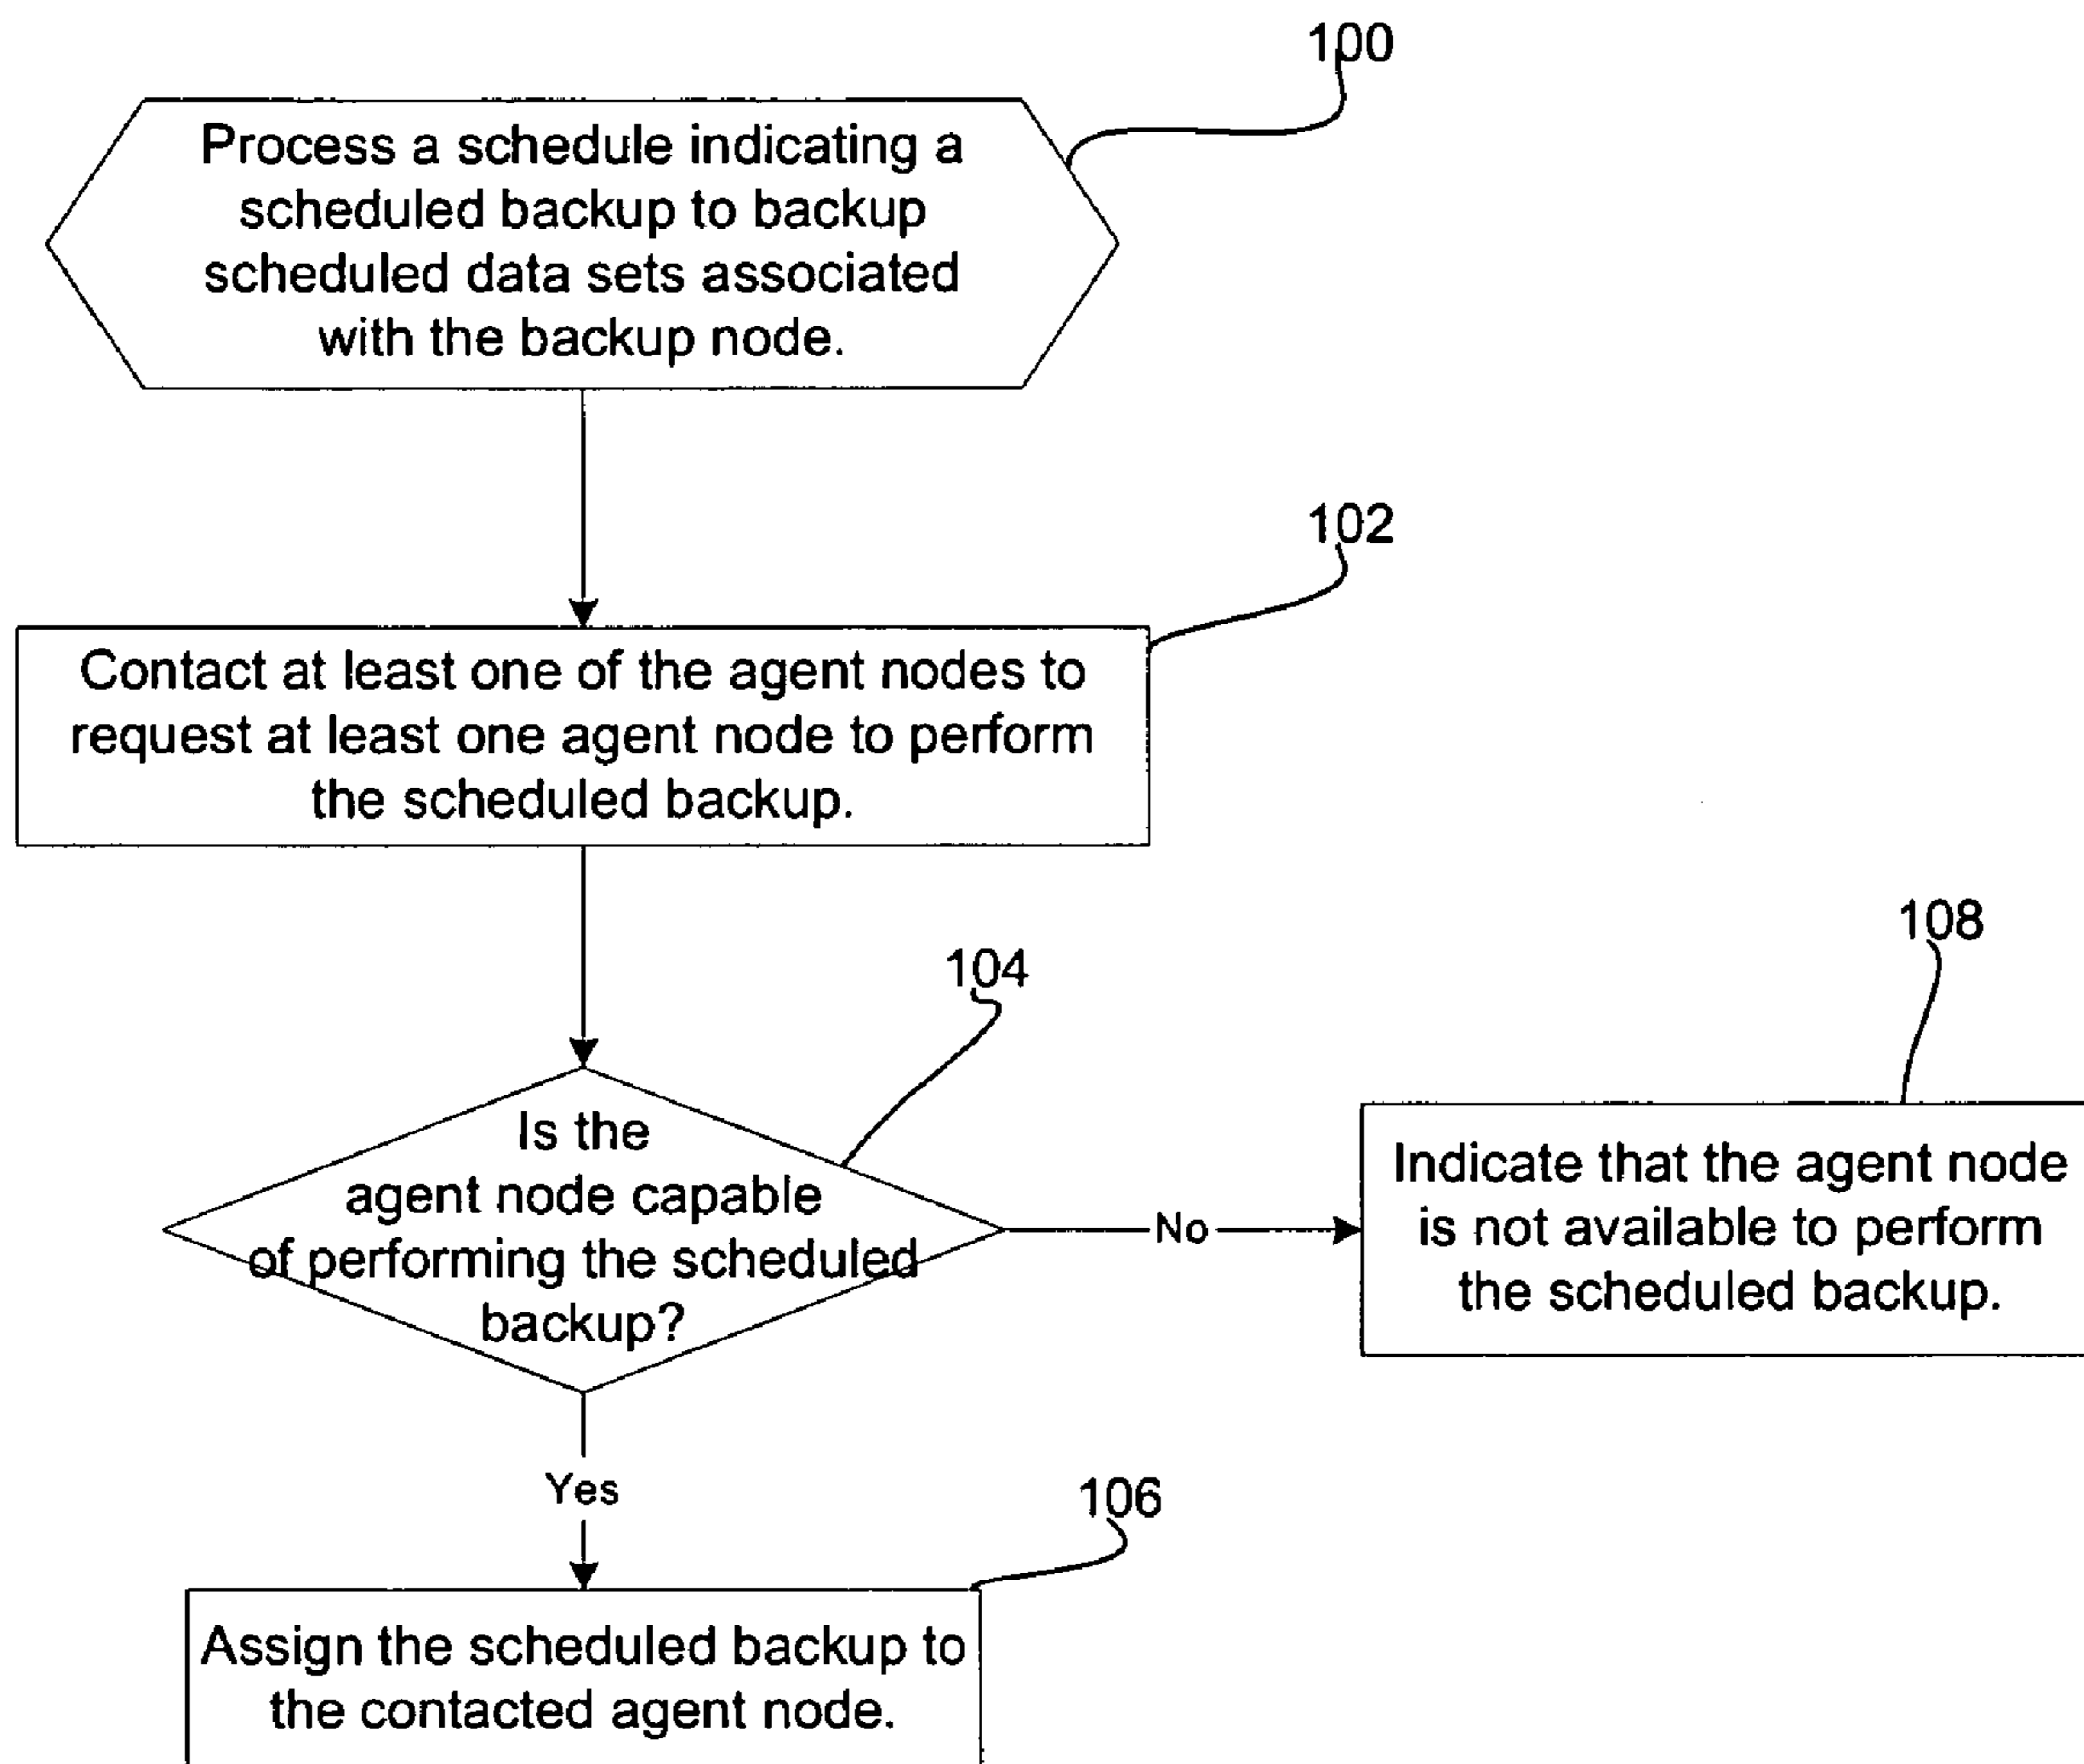 100
Process a schedule indicating a
scheduled backup to backup
scheduled data sets associated
with the backup node.
102
Contact at least one of the agent nodes to
request at least one agent node to perform
the scheduled backup.
104
108
Is the
agent node capable
of performing the scheduled
backup?
No
Indicate that the agent node
is not available to perform
the scheduled backup.
Yes
106
Assign the scheduled backup to
the contacted agent node.